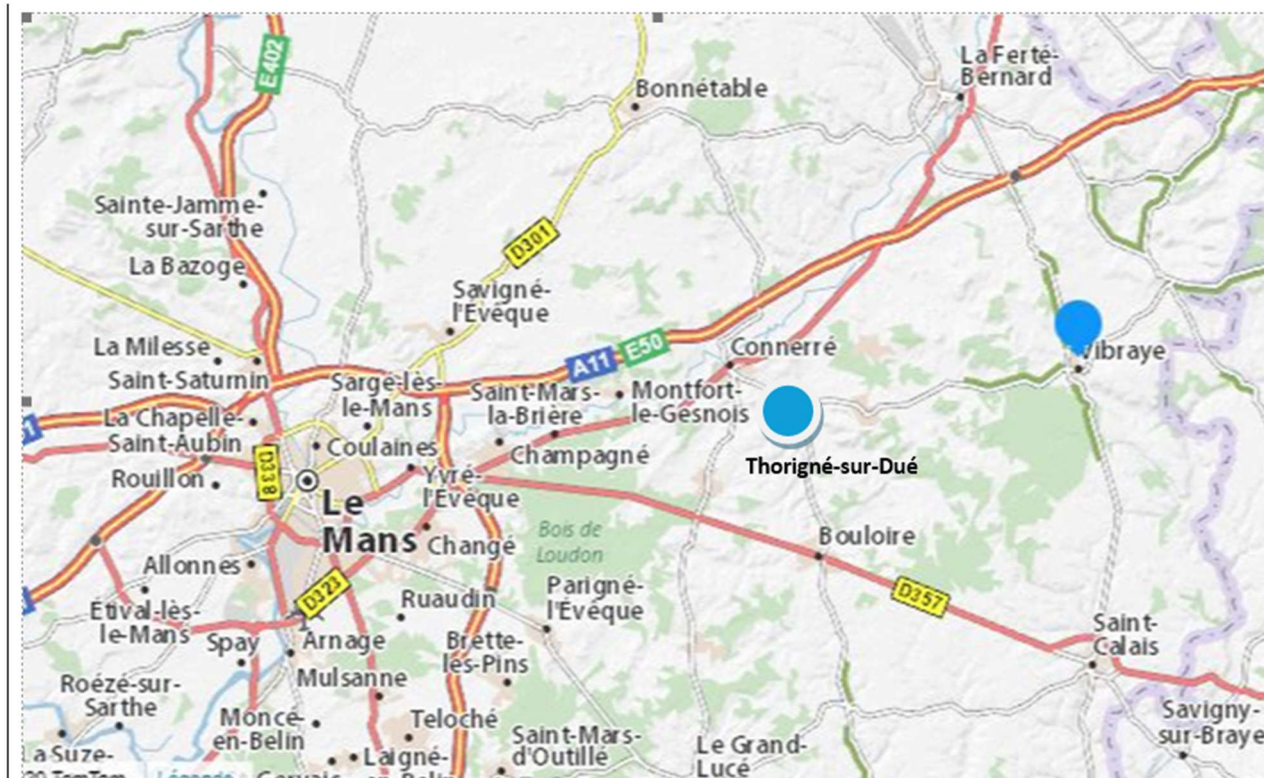 E402
La Ferté-
Bernard
Bonnétable
Sainte-Jamme-
sur-Sarthe
D301
La Bazoge
Savigné-
l'Evêque
La Milesse
A11
E50
Connerré
Vibraye
Saint-Saturnin
Sargé-lès-
le-Mans
Saint-Mars-
la-Brière
Montfort-
le-Gesnois
La Chapelle-
Saint-Aubin
Coulaines
Champagné
Thorigné-sur-Dué
Rouillon
D338
Yvré-
l'Evêque
Le
Mans
Changé
Bois de
Loudon
Bouloire
Allonnes
D323
Parigné-
l'Évêque
D357
Etival-lès-
le-Mans
Ruaudin
Spay
Arnage
Brette-
les-Pins
Saint-
Calais
Roézé-sur-
Sarthe
Mulsanne
Moncé-
en-Belin
Teloché
Saint-Mars-
d'Outillé
Le Grand-
Lucé
Savigny-
sur-Braye
La Suze-
Laigné-